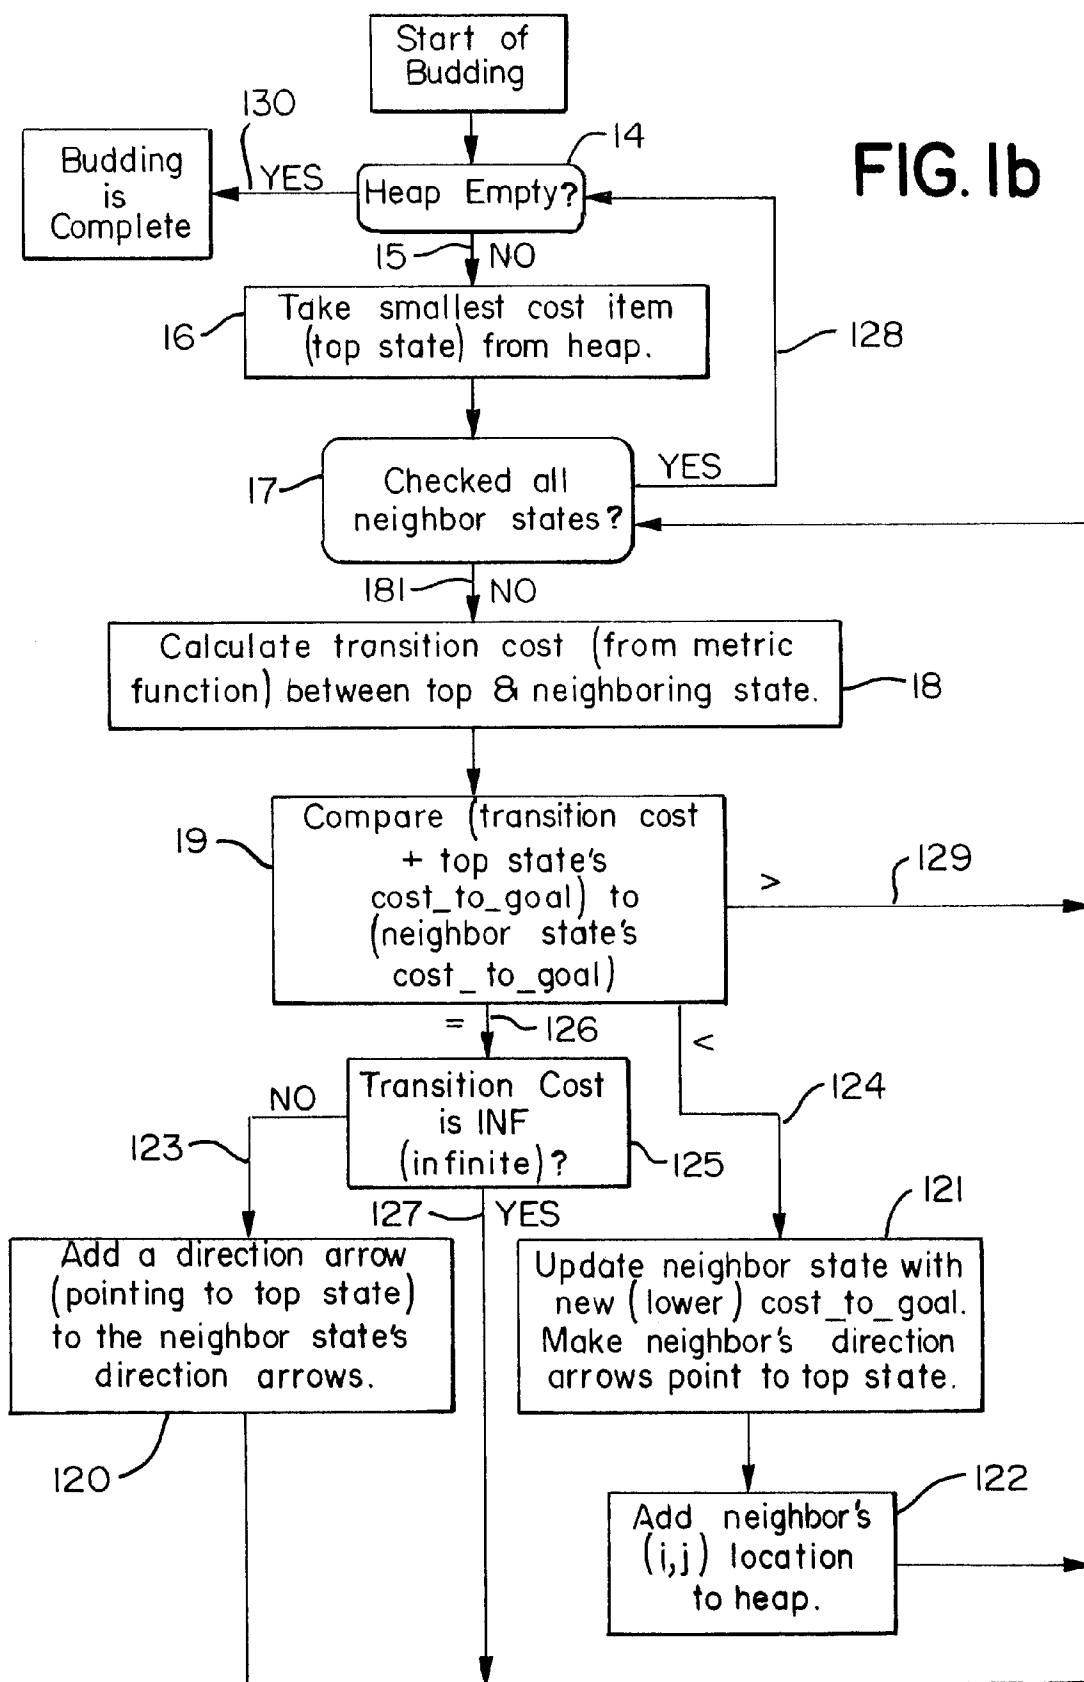 Start of
Budding
130
14
FIG. 1b
Budding
is
Complete
YES
Heap Empty?
15
NO
Take smallest cost item
(top state) from heap.
16
128
Checked all
neighbor states?
17
YES
181
NO
Calculate transition cost (from metric
function) between top & neighboring state.
18
Compare (transition cost
+ top state's
cost_to_goal) to
(neighbor state's
cost_to_goal)
19
>
129
=
126
<
Transition Cost
is INF
(infinite)?
NO
124
123
125
127
YES
121
Add a direction arrow
(pointing to top state)
to the neighbor state's
direction arrows.
Update neighbor state with
new (lower) cost_to_goal.
Make neighbor's direction
arrows point to top state.
120
122
Add neighbor's
(i,j) location
to heap.